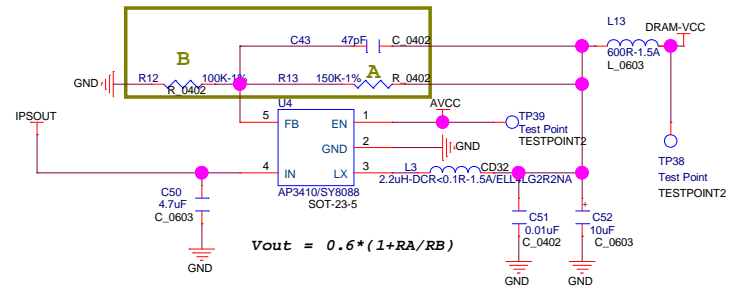 L13
C43 47pF C_0402 DRAM-VCC
B 600R-1.5A
A L_0603
GND R12 100K-1% R13 150K-1% R_0402
R_0402
U4 AVCC
IPSOUT 5 FB EN 1 TP39
Test Point
GND 2 GND TESTPOINT2
4 IN LX 3 L3 CD32 TP38
2.2uH-DCR<0.1R-1.5A/ELL4LG2R2NA Test Point
AP3410/SY8088 TESTPOINT2
SOT-23-5
C50 C51 + C52
4.7uF 0.01uF 10uF
C_0603 C_0402 C_0603
Vout = 0.6*(1+RA/RB)
GND GND GND